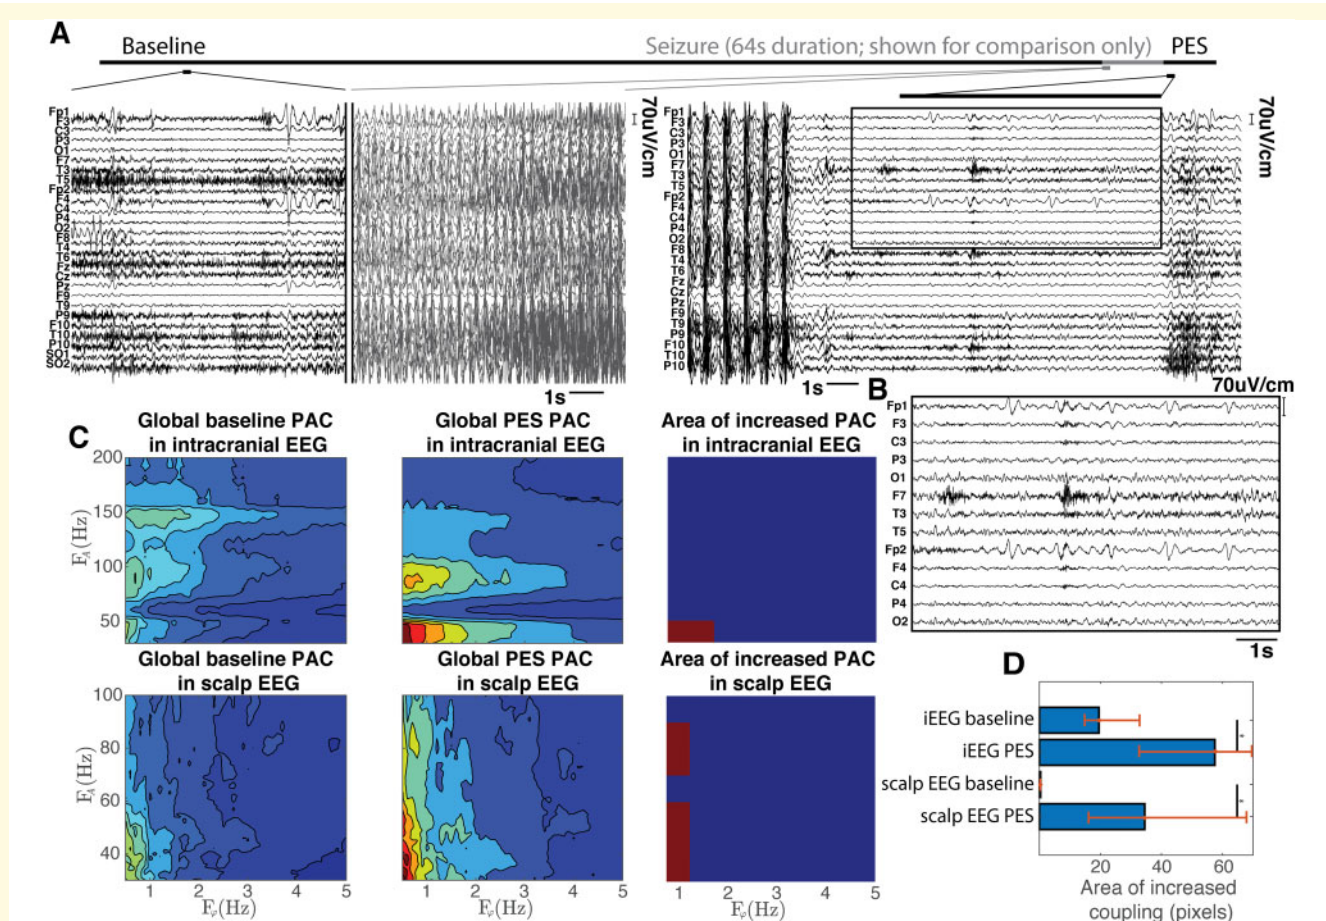 A
Baseline
Seizure (64s duration; shown for comparison only)
PES
Fp1
F3
C3
P3
O1
F7
T3
T5
Fp2
F4
C4
P4
O2
F8
T4
T6
Fz
Cz
Pz
F9
T9
P9
F10
T10
P10
SO1
SO2
70uV/cm
1s
Fp1
F3
C3
P3
O1
F7
T3
T5
Fp2
F4
C4
P4
O2
F8
T4
T6
Fz
Cz
Pz
F9
T9
P9
F10
T10
P10
70uV/cm
1s
B
70uV/cm
Fp1
F3
C3
P3
O1
F7
T3
T5
Fp2
F4
C4
P4
O2
1s
C
Global baseline PAC
in intracranial EEG
Global PES PAC
in intracranial EEG
Area of increased PAC
in intracranial EEG
200
150
100
50
F_A(Hz)
1 2 3 4 5
Global baseline PAC
in scalp EEG
Global PES PAC
in scalp EEG
Area of increased PAC
in scalp EEG
100
80
60
40
F_A(Hz)
1 2 3 4 5
1 2 3 4 5
1 2 3 4 5
F_φ(Hz)
F_φ(Hz)
F_φ(Hz)
D
iEEG baseline
iEEG PES
scalp EEG baseline
scalp EEG PES
20 40 60
Area of increased
coupling (pixels)